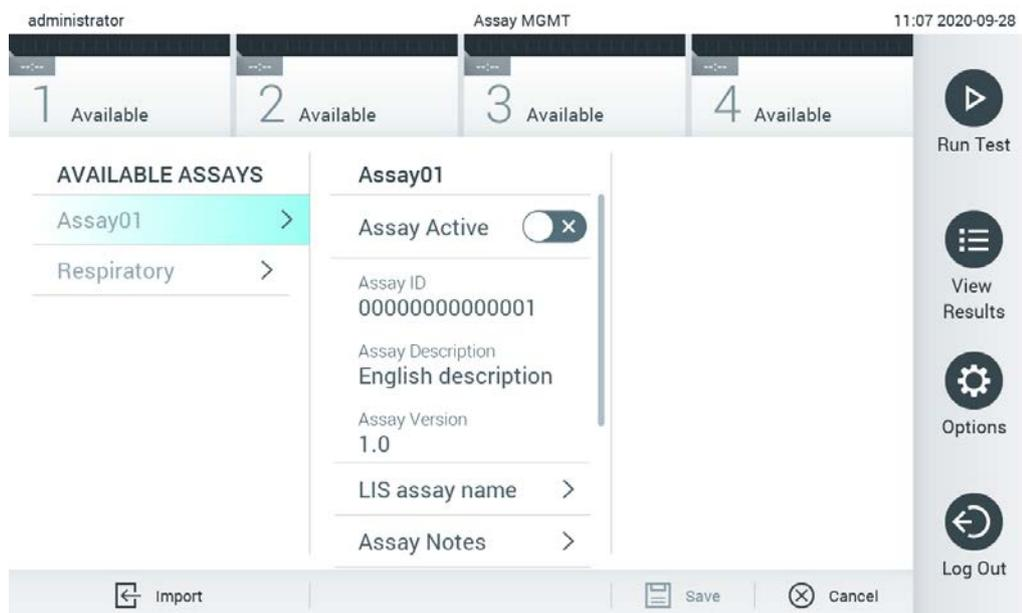 administrator Assay MGMT 11:07 2020-09-28
--:-- --:-- --:-- --:--
1 Available 2 Available 3 Available 4 Available
Run Test
AVAILABLE ASSAYS
Assay01
Respiratory
Assay01
Assay Active
Assay ID
00000000000001
Assay Description
English description
Assay Version
1.0
LIS assay name
Assay Notes
View
Results
Options
Log Out
Import Save Cancel